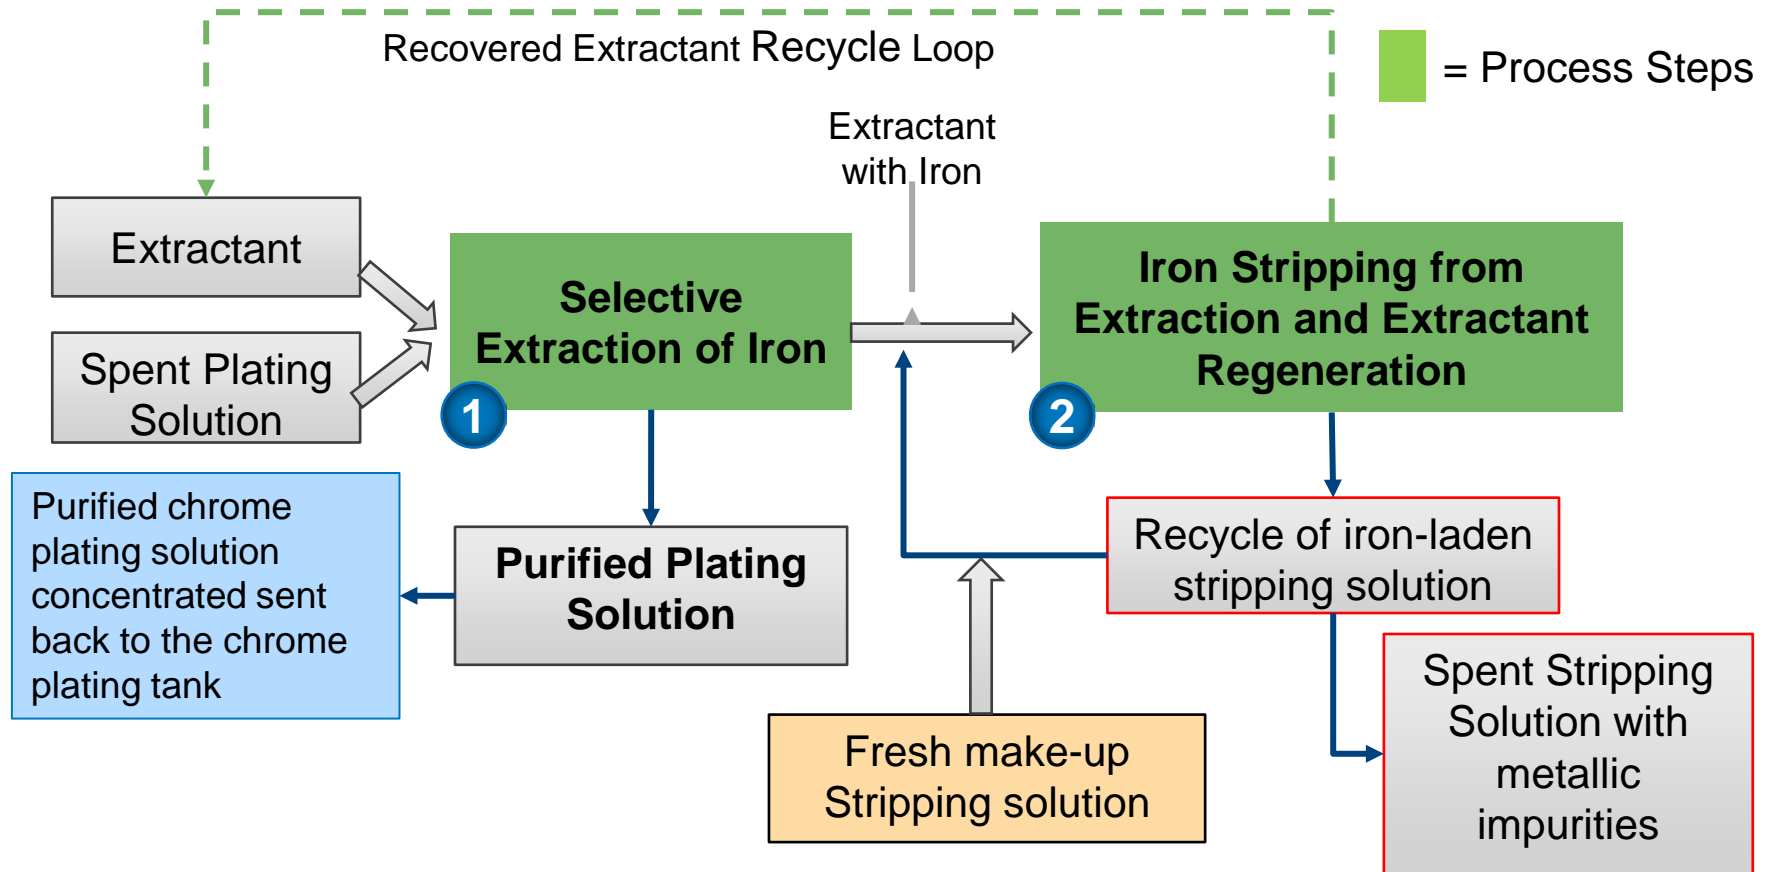 Recovered Extractant Recycle Loop
= Process Steps
Extractant
with Iron
Extractant
Spent Plating
Solution
Selective
Extraction of Iron
1
Iron Stripping from
Extraction and Extractant
Regeneration
2
Purified chrome
plating solution
concentrated sent
back to the chrome
plating tank
Purified Plating
Solution
Recycle of iron-laden
stripping solution
Fresh make-up
Stripping solution
Spent Stripping
Solution with
metallic
impurities